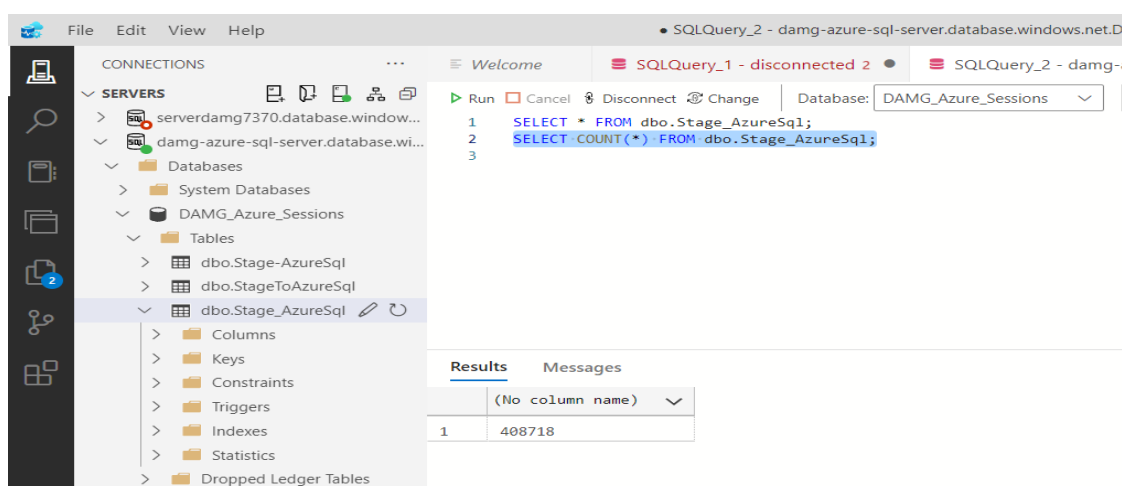 File Edit View Help
● SQLQuery_2 - damg-azure-sql-server.database.windows.net.D
CONNECTIONS ...
SERVERS
serverdamg7370.database.window...
damg-azure-sql-server.database.wi...
Databases
System Databases
DAMG_Azure_Sessions
Tables
dbo.Stage-AzureSql
dbo.StageToAzureSql
dbo.Stage_AzureSql
Columns
Keys
Constraints
Triggers
Indexes
Statistics
Dropped Ledger Tables
2
Welcome SQLQuery_1 - disconnected 2 ● SQLQuery_2 - damg-
Run Cancel Disconnect Change Database: DAMG_Azure_Sessions
1 SELECT * FROM dbo.Stage_AzureSql;
2 SELECT COUNT(*) FROM dbo.Stage_AzureSql;
3
Results Messages
(No column name)
1 408718